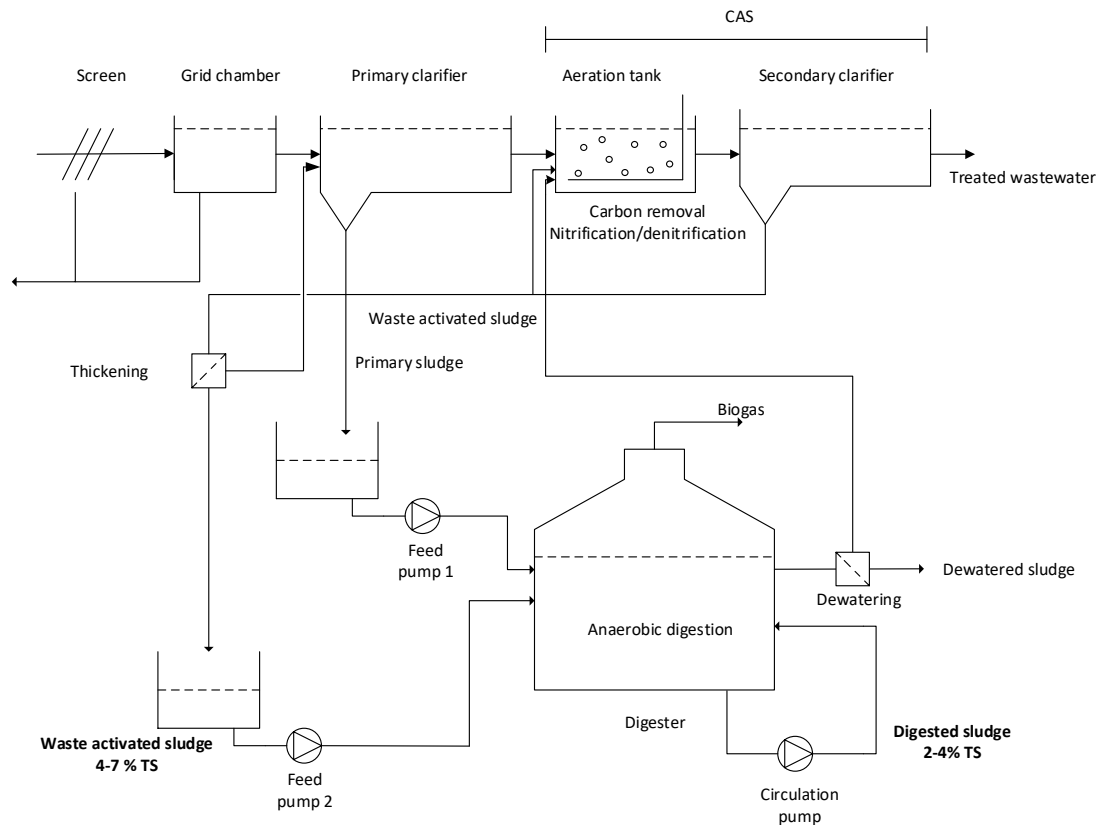 CAS
Screen
Grid chamber
Primary clarifier
Aeration tank
Secondary clarifier
Treated wastewater
Carbon removal
Nitrification/denitrification
Waste activated sludge
Thickening
Primary sludge
Biogas
Feed
pump 1
Dewatered sludge
Dewatering
Anaerobic digestion
Digester
Waste activated sludge
4-7 % TS
Feed
pump 2
Digested sludge
2-4% TS
Circulation
pump